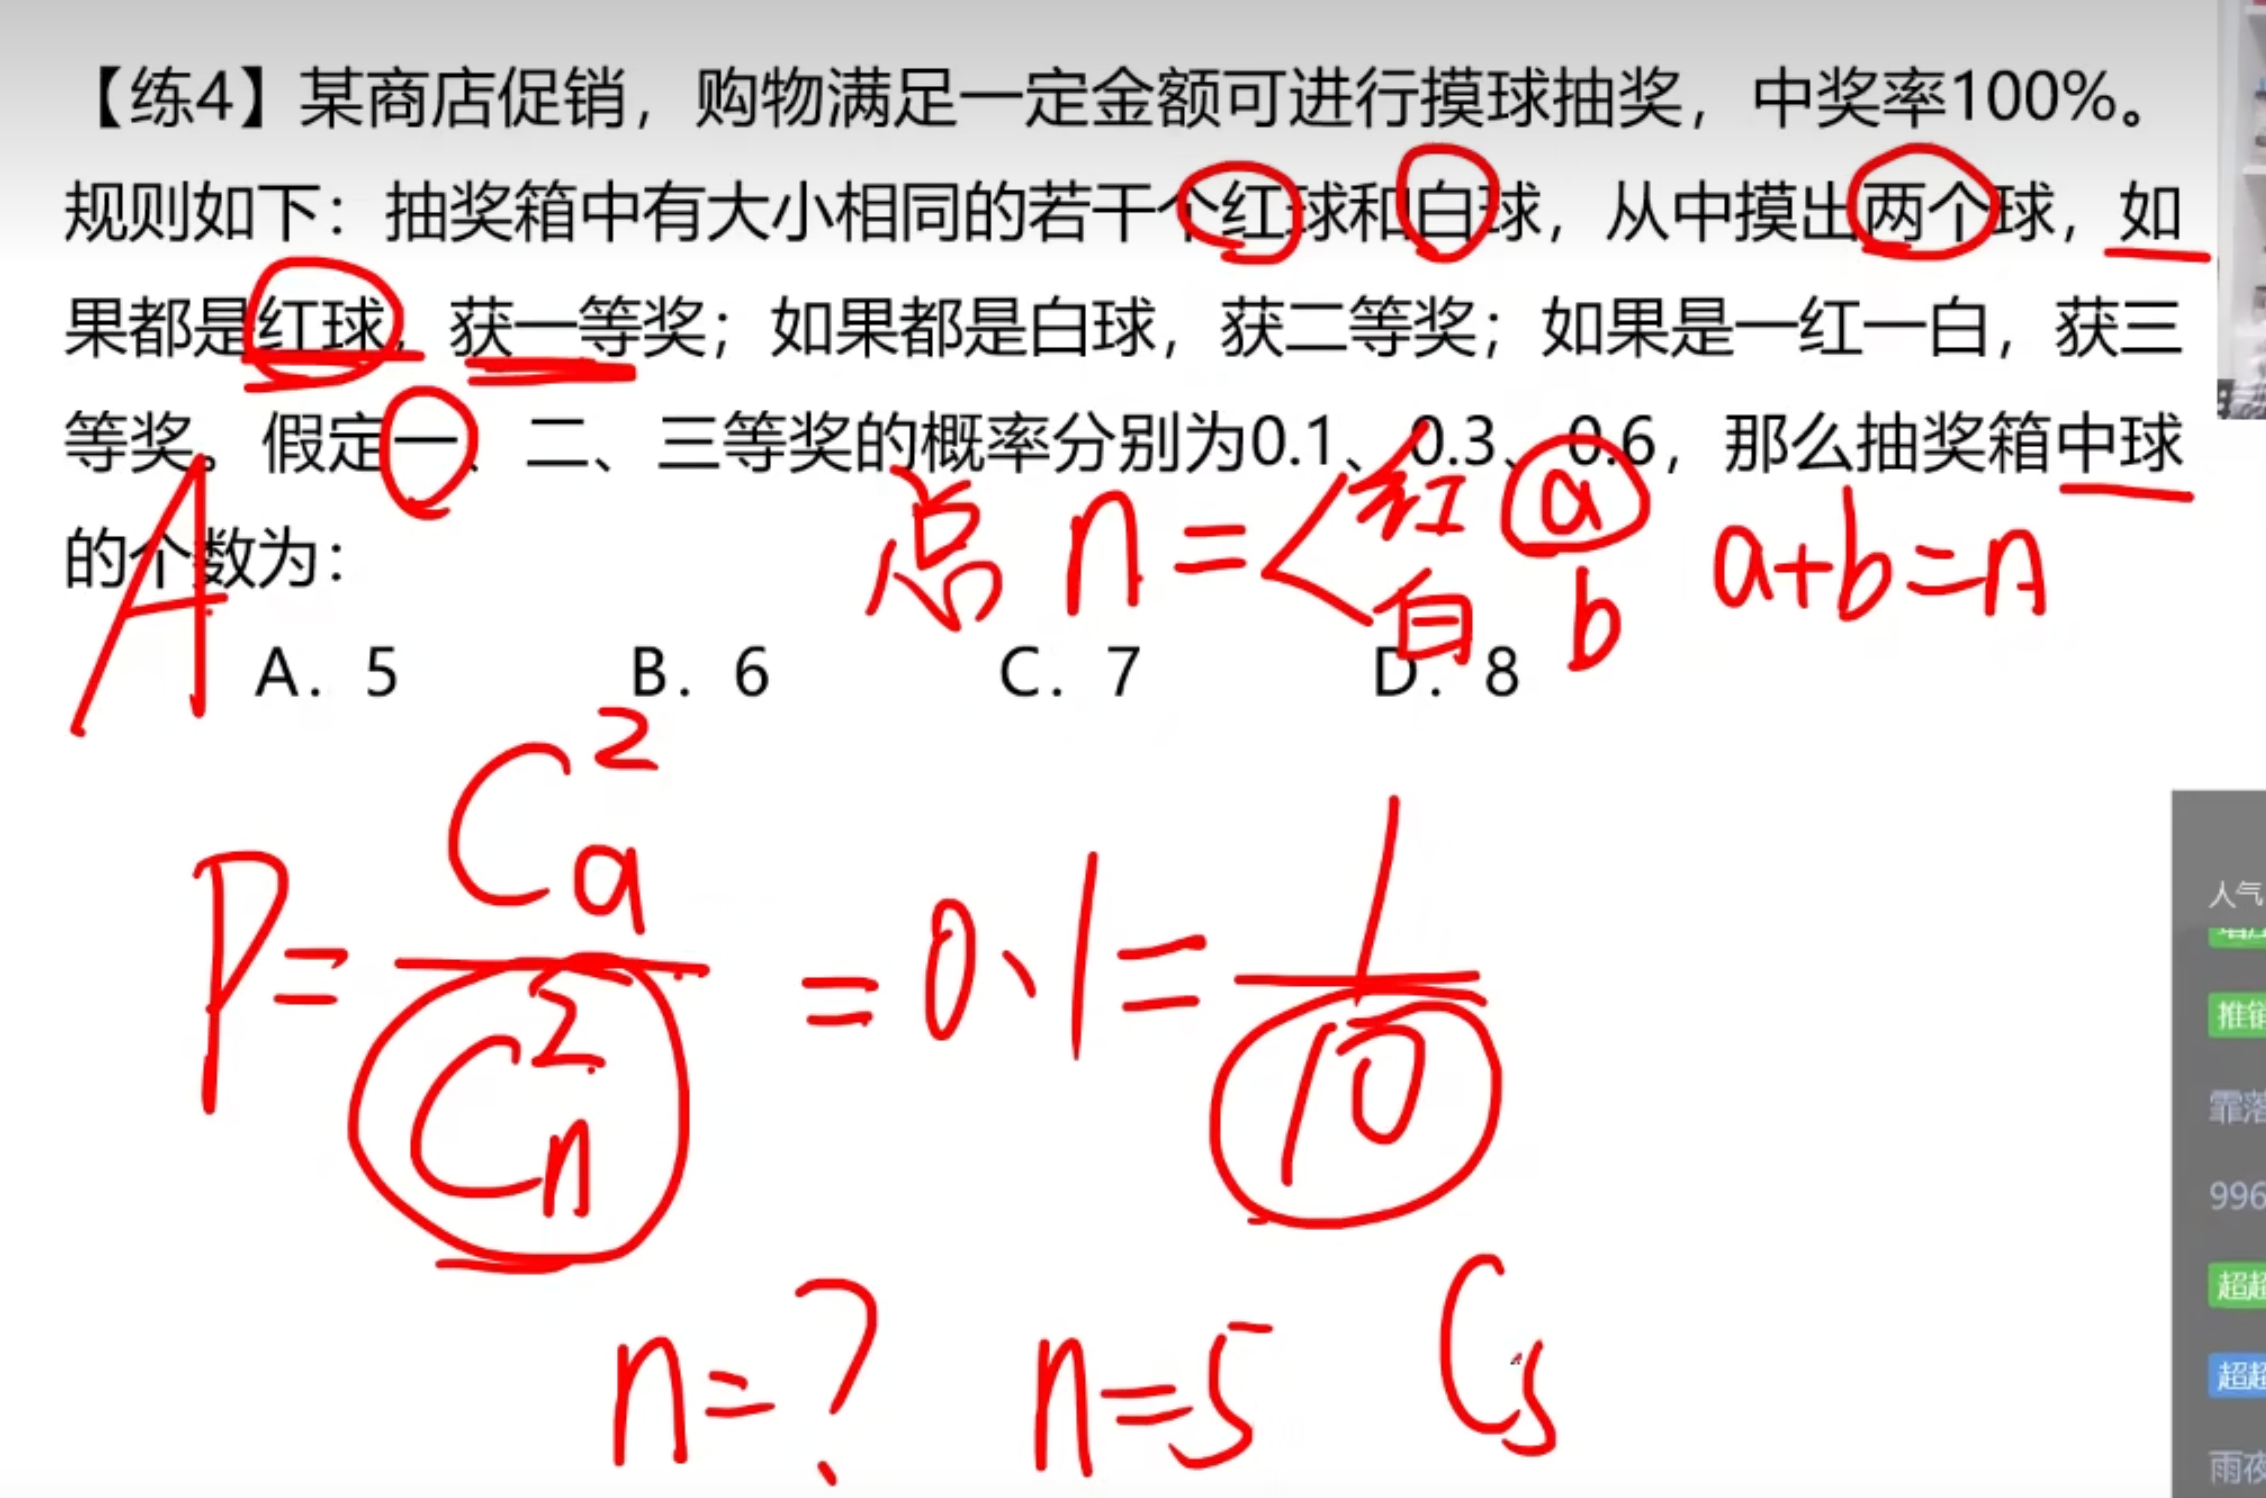 【练4】某商店促销，购物满足一定金额可进行摸球抽奖，中奖率100%。
规则如下：抽奖箱中有大小相同的若干个红球和白球，从中摸出两个球，如
果都是红球，获一等奖；如果都是白球，获二等奖；如果是一红一白，获三
等奖。假定一、二、三等奖的概率分别为0.1、0.3、0.6，那么抽奖箱中球
的个数为：
A
总 n = 红 a
白 b
a+b=n
A. 5 B. 6 C. 7 D. 8
P= C²a / C²n = 0.1 = 1/10
n=? n=5 C5
人气
推销
霏落
996
超超
超超
雨夜